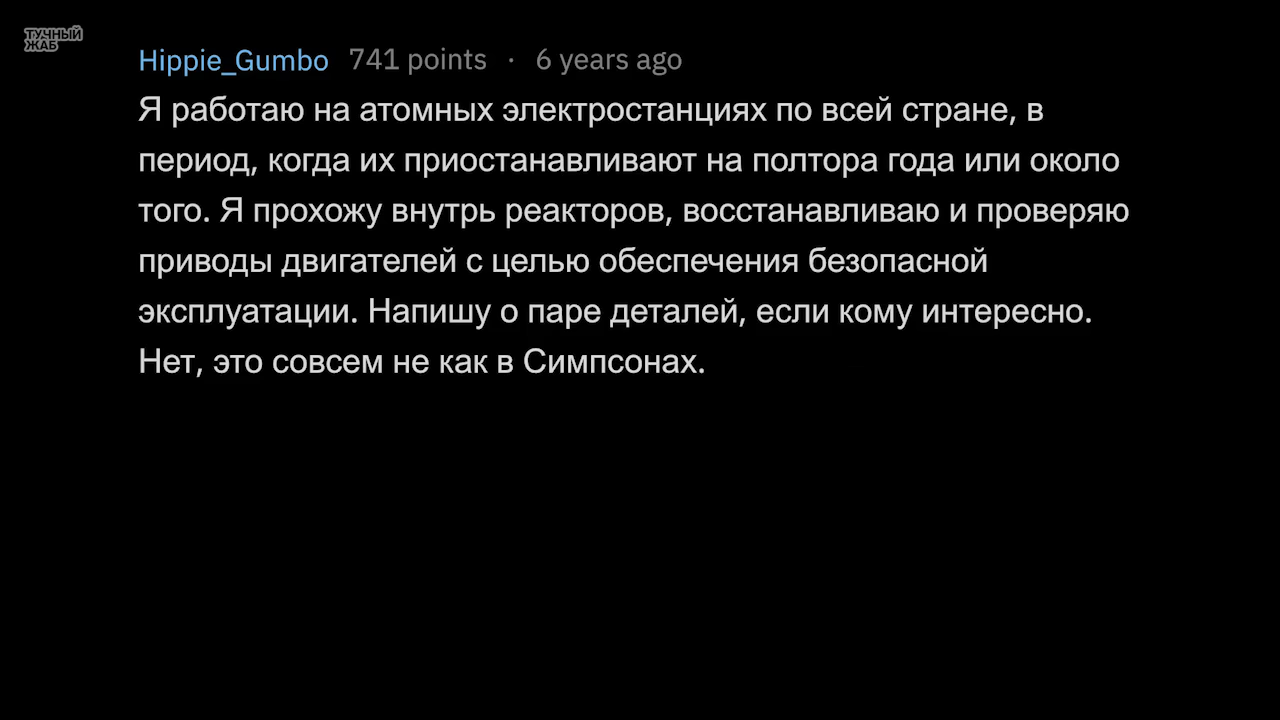 ТУЧНЫЙ
ЖАБ
Hippie_Gumbo 741 points · 6 years ago
Я работаю на атомных электростанциях по всей стране, в
период, когда их приостанавливают на полтора года или около
того. Я прохожу внутрь реакторов, восстанавливаю и проверяю
приводы двигателей с целью обеспечения безопасной
эксплуатации. Напишу о паре деталей, если кому интересно.
Нет, это совсем не как в Симпсонах.